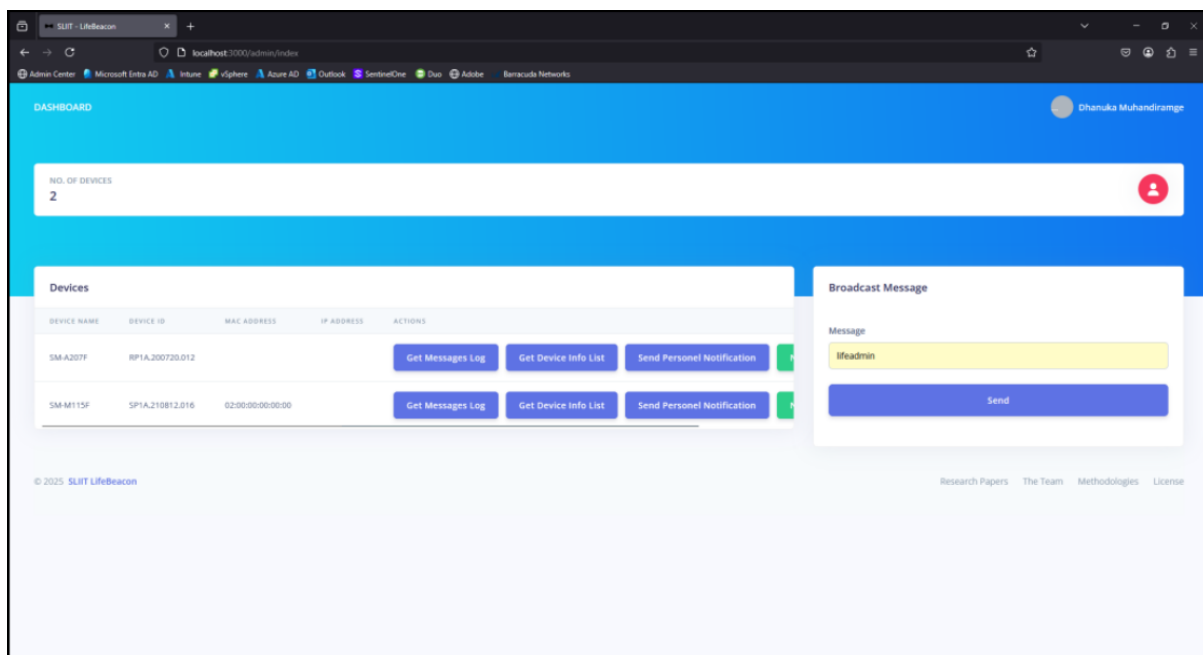 SLIIT - LifeBeacon
localhost:3000/admin/index
Admin Center Microsoft Entra AD Intune vSphere Azure AD Outlook SentinelOne Duo Adobe Barracuda Networks
DASHBOARD
Dhanuka Muhandiramge
NO. OF DEVICES
2
Devices
DEVICE NAME DEVICE ID MAC ADDRESS IP ADDRESS ACTIONS
SM-A207F RP1A.200720.012 Get Messages Log Get Device Info List Send Personel Notification
SM-M115F SP1A.210812.016 02:00:00:00:00:00 Get Messages Log Get Device Info List Send Personel Notification
Broadcast Message
Message
lifeadmin
Send
© 2025 SLIIT LifeBeacon
Research Papers The Team Methodologies License